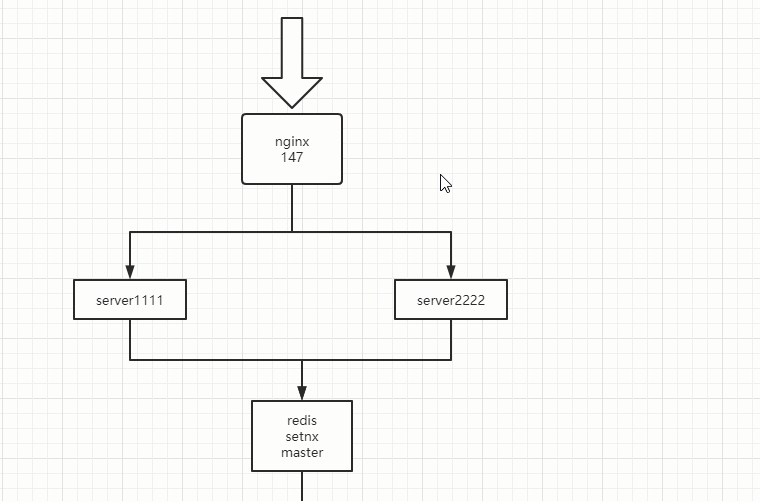 nginx
147
server1111
server2222
redis
setnx
master